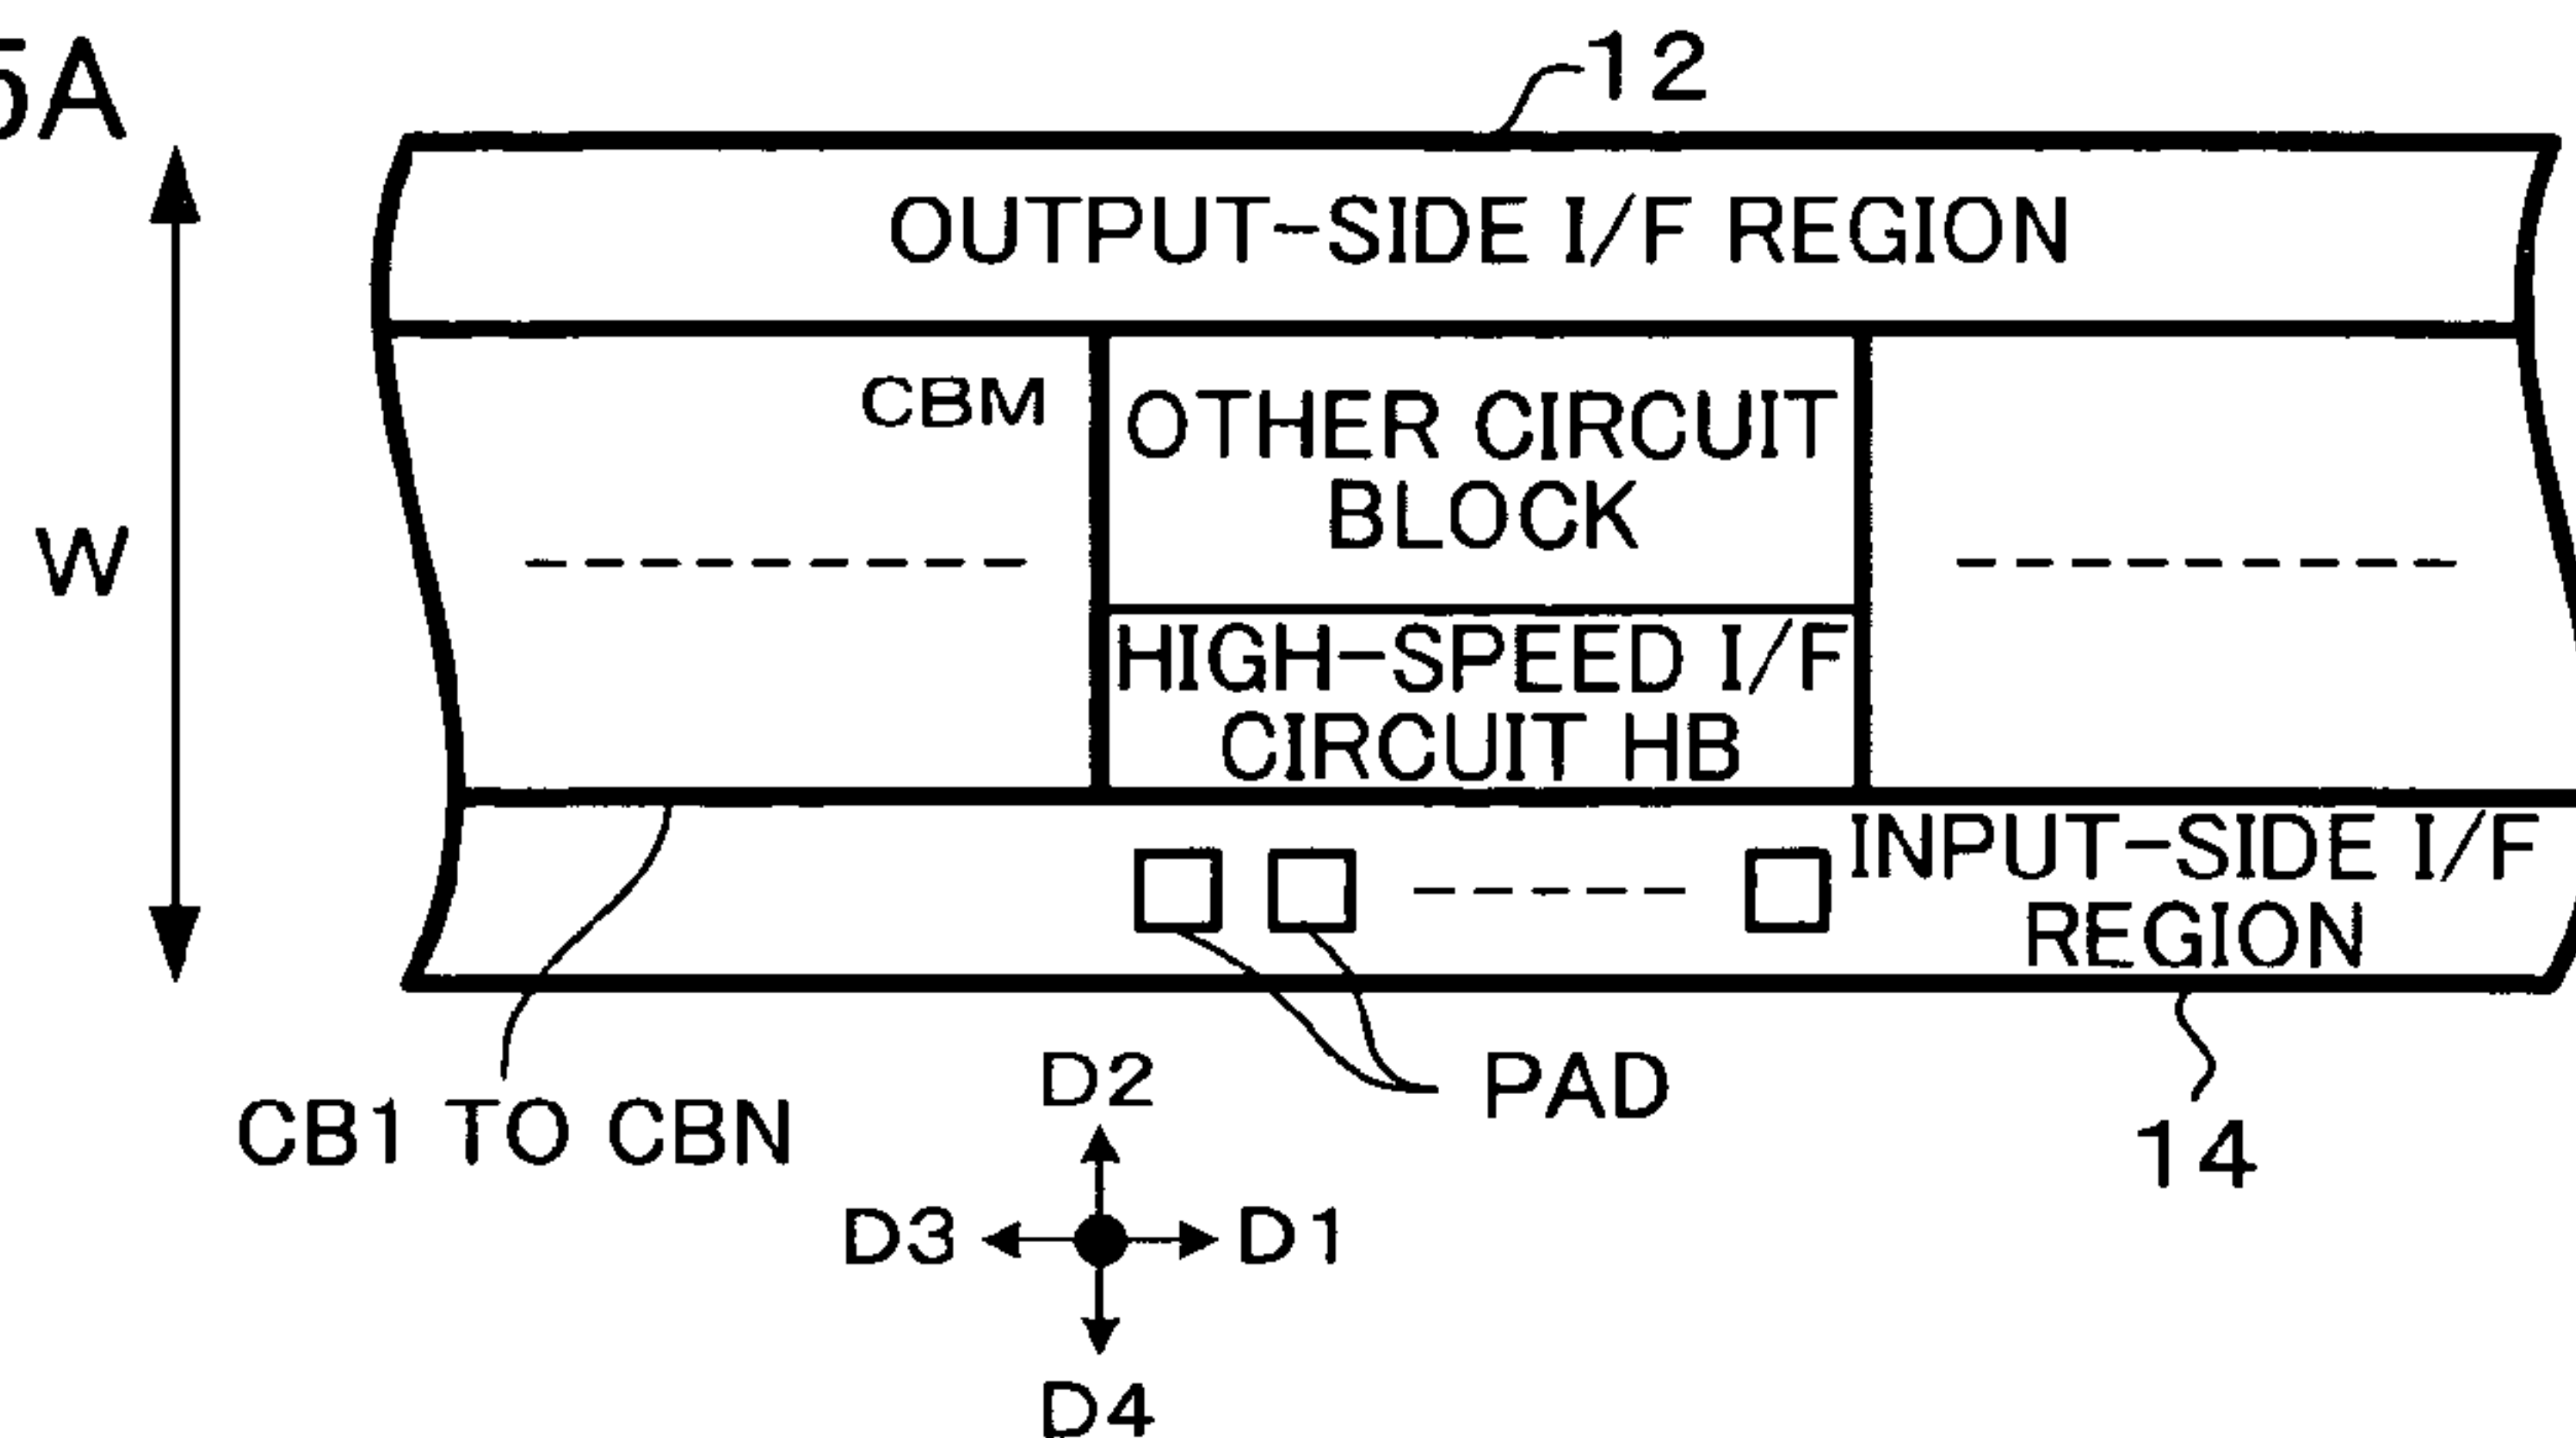 5A
12
OUTPUT-SIDE I/F REGION
CBM
OTHER CIRCUIT
BLOCK
W
HIGH-SPEED I/F
CIRCUIT HB
INPUT-SIDE I/F
REGION
D2
PAD
CB1 TO CBN
14
D3
D1
D4